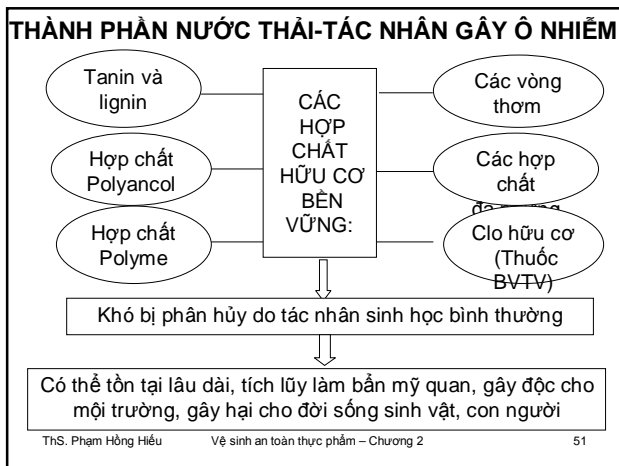 THÀNH PHẦN NƯỚC THẢI-TÁC NHÂN GÂY Ô NHIỄM
Tanin và
lignin
Hợp chất
Polyancol
Hợp chất
Polyme
CÁC
HỢP
CHẤT
HỮU CƠ
BỀN
VỮNG:
Các vòng
thơm
Các hợp
chất
Clo hữu cơ
(Thuốc
BVTV)
Khó bị phân hủy do tác nhân sinh học bình thường
Có thể tồn tại lâu dài, tích lũy làm bẩn mỹ quan, gây độc cho
mội trường, gây hại cho đời sống sinh vật, con người
ThS. Phạm Hồng Hiếu Vệ sinh an toàn thực phẩm – Chương 2 51